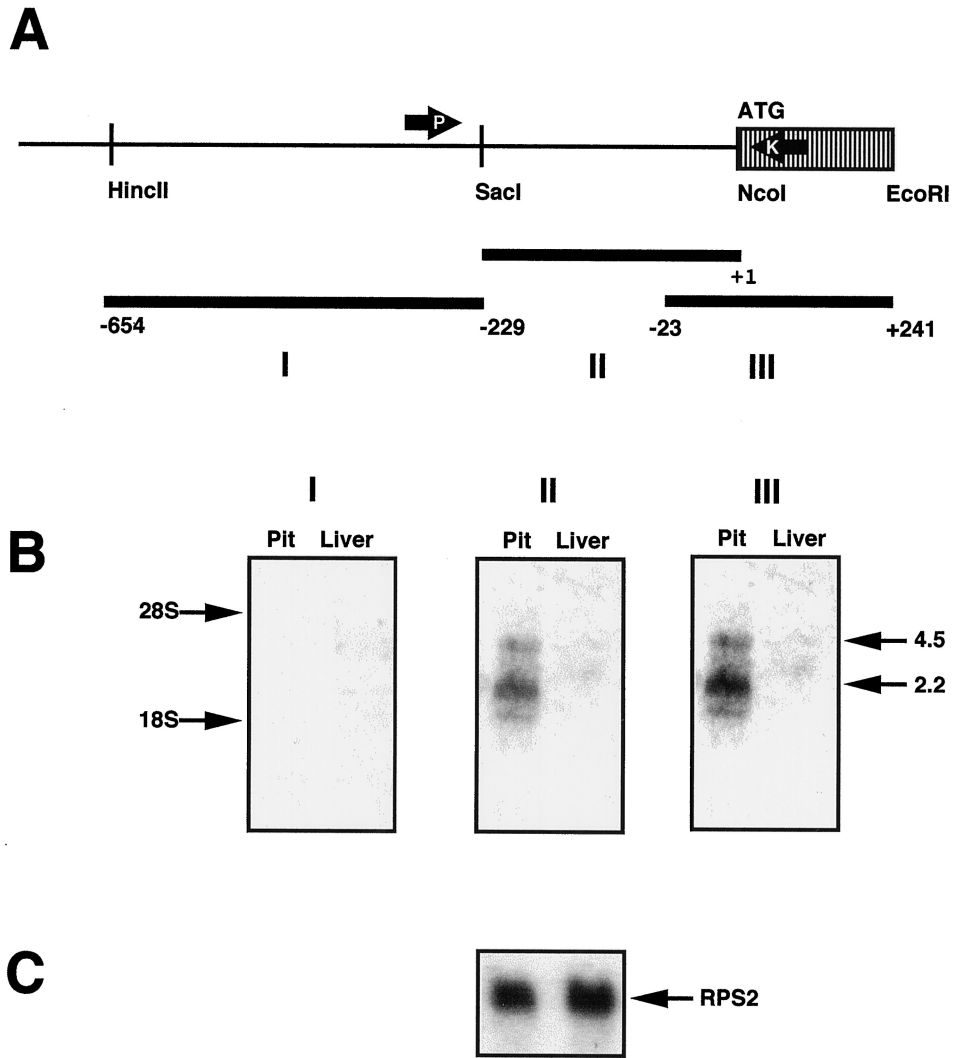 A
P
ATG
K
HincII
SacI
NcoI
EcoRI
+1
-654
-229
-23
+241
I
II
III
I
II
III
B
Pit Liver
Pit Liver
Pit Liver
28S
4.5
2.2
18S
C
RPS2